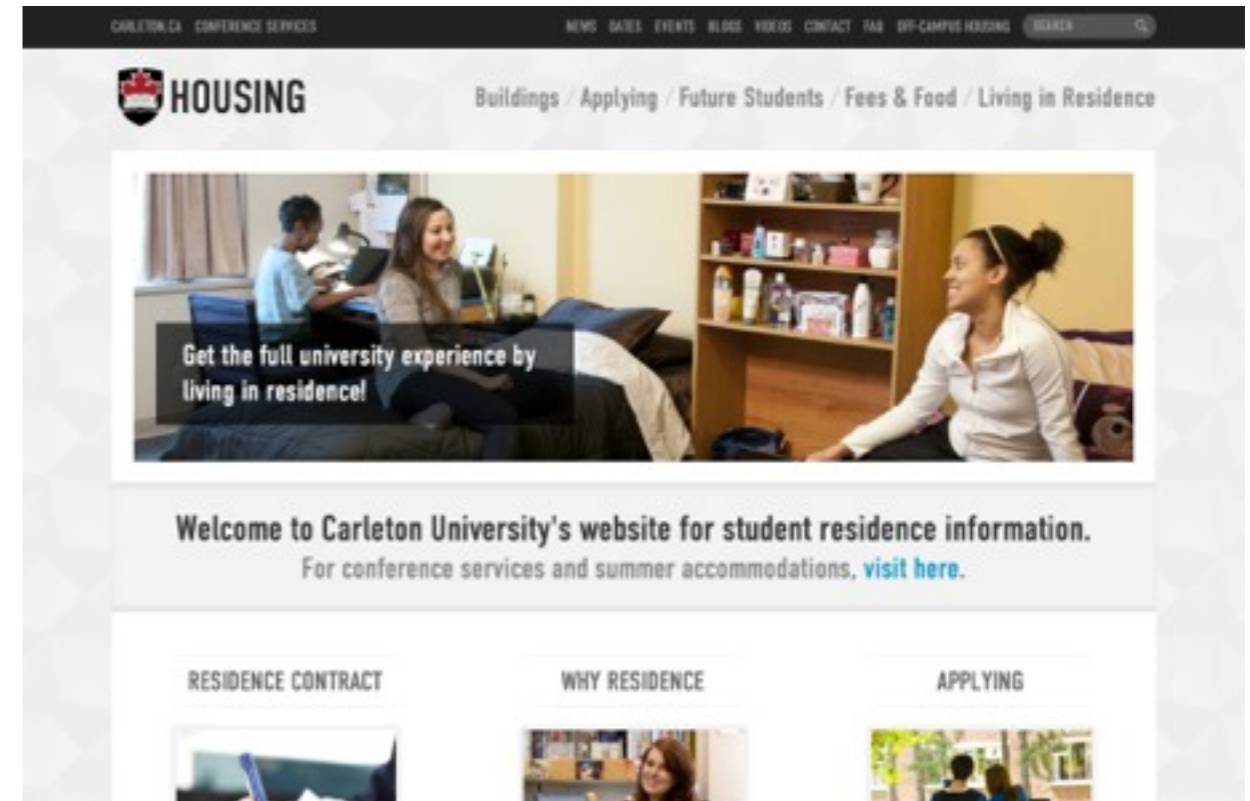 CARLETON.CA CONFERENCE SERVICES
NEWS DATES EVENTS BLOGS VIDEOS CONTACT FAQ OFF-CAMPUS HOUSING SEARCH
HOUSING
Buildings / Applying / Future Students / Fees & Food / Living in Residence
Get the full university experience by
living in residence!
Welcome to Carleton University's website for student residence information.
For conference services and summer accommodations, visit here.
RESIDENCE CONTRACT
WHY RESIDENCE
APPLYING